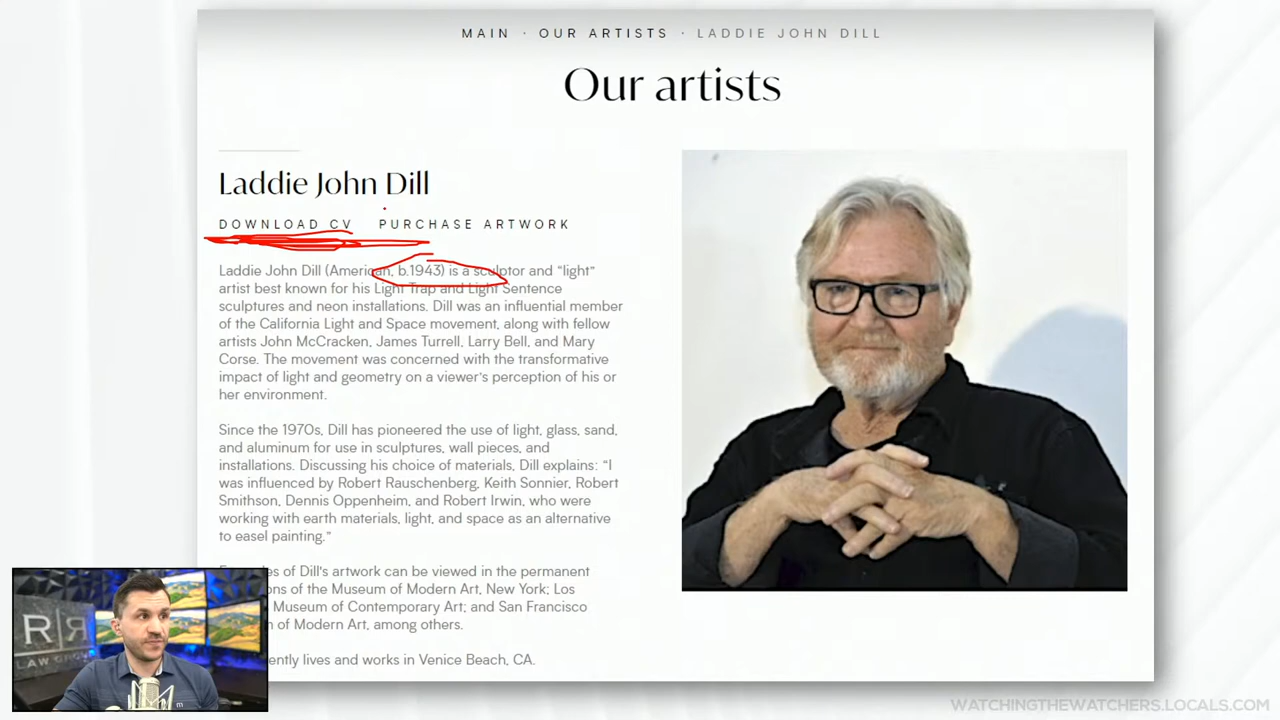 MAIN · OUR ARTISTS · LADDIE JOHN DILL
Our artists
Laddie John Dill
DOWNLOAD CV PURCHASE ARTWORK
Laddie John Dill (American, b.1943) is a sculptor and "light"
artist best known for his Light Trap and Light Sentence
sculptures and neon installations. Dill was an influential member
of the California Light and Space movement, along with fellow
artists John McCracken, James Turrell, Larry Bell, and Mary
Corse. The movement was concerned with the transformative
impact of light and geometry on a viewer's perception of his or
her environment.
Since the 1970s, Dill has pioneered the use of light, glass, sand,
and aluminum for use in sculptures, wall pieces, and
installations. Discussing his choice of materials, Dill explains: "I
was influenced by Robert Rauschenberg, Keith Sonnier, Robert
Smithson, Dennis Oppenheim, and Robert Irwin, who were
working with earth materials, light, and space as an alternative
to easel painting."
of Dill's artwork can be viewed in the permanent
of the Museum of Modern Art, New York; Los
Museum of Contemporary Art; and San Francisco
of Modern Art, among others.
lives and works in Venice Beach, CA.
R|R
LAW GROUP
WATCHINGTHEWATCHERS.LOCALS.COM